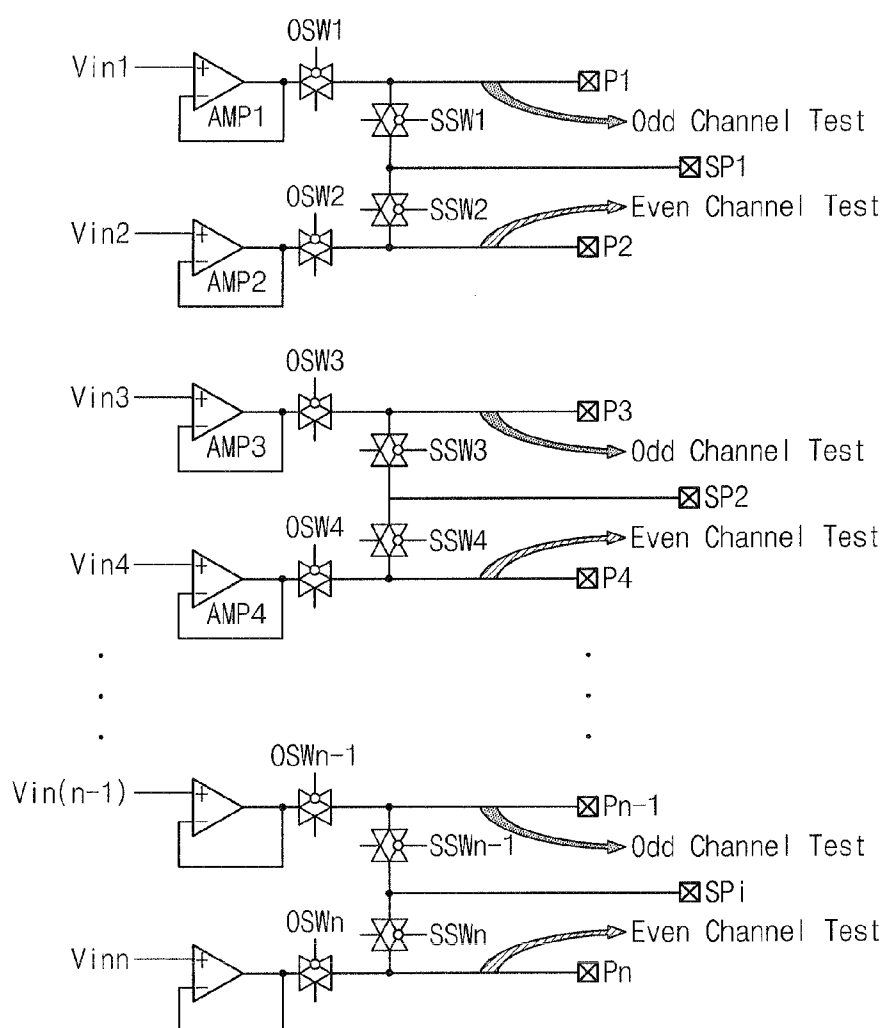 OSW1
Vin1
+
−
AMP1
P1
SSW1
Odd Channel Test
SP1
OSW2
SSW2
Even Channel Test
Vin2
+
−
AMP2
P2
OSW3
Vin3
+
−
AMP3
P3
SSW3
Odd Channel Test
SP2
OSW4
SSW4
Even Channel Test
Vin4
+
−
AMP4
P4
OSWn-1
Vin(n-1)
+
−
Pn-1
SSWn-1
Odd Channel Test
SPi
OSWn
SSWn
Even Channel Test
Vinn
+
−
Pn